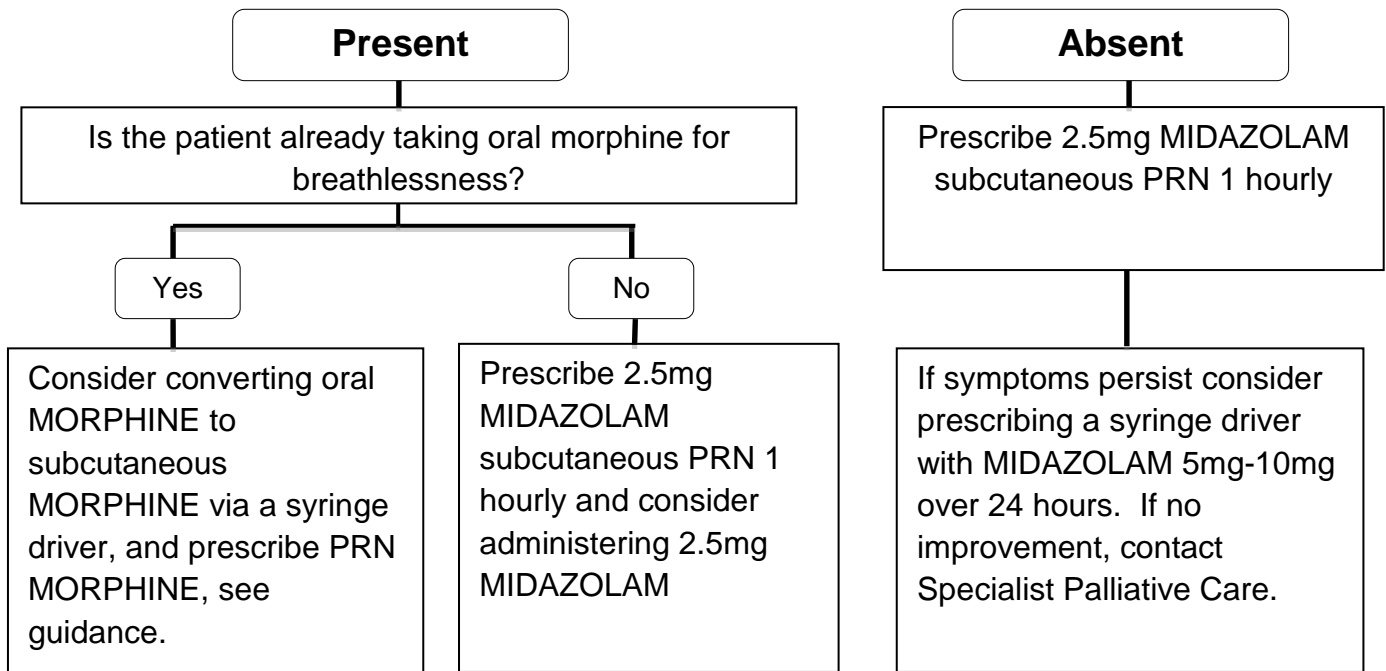 Present
Is the patient already taking oral morphine for
breathlessness?
Yes
No
Consider converting oral
MORPHINE to
subcutaneous
MORPHINE via a syringe
driver, and prescribe PRN
MORPHINE, see
guidance.
Prescribe 2.5mg
MIDAZOLAM
subcutaneous PRN 1
hourly and consider
administering 2.5mg
MIDAZOLAM
Absent
Prescribe 2.5mg MIDAZOLAM
subcutaneous PRN 1 hourly
If symptoms persist consider
prescribing a syringe driver
with MIDAZOLAM 5mg-10mg
over 24 hours.  If no
improvement, contact
Specialist Palliative Care.